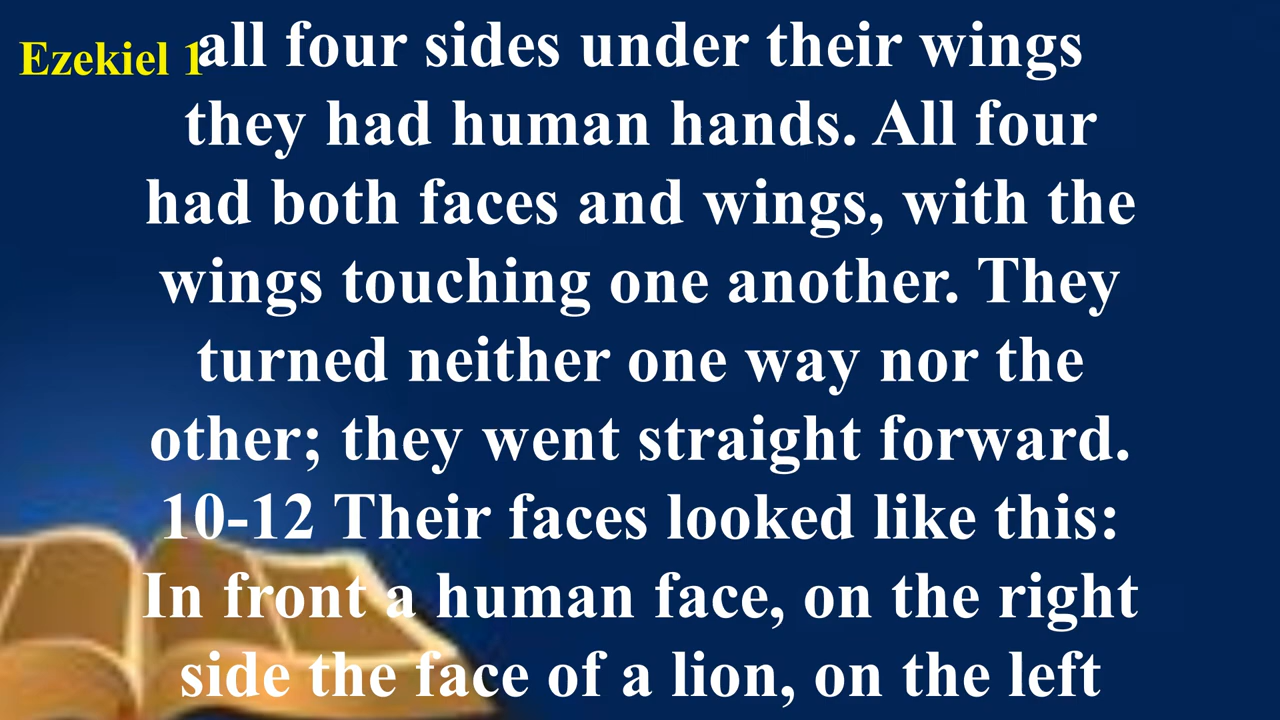 Ezekiel 1
all four sides under their wings
they had human hands. All four
had both faces and wings, with the
wings touching one another. They
turned neither one way nor the
other; they went straight forward.
10-12 Their faces looked like this:
In front a human face, on the right
side the face of a lion, on the left